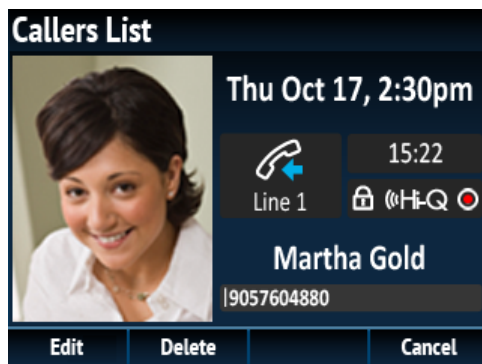 Callers List
Thu Oct 17, 2:30pm
15:22
Line 1
Hi-Q
Martha Gold
9057604880
Edit Delete Cancel